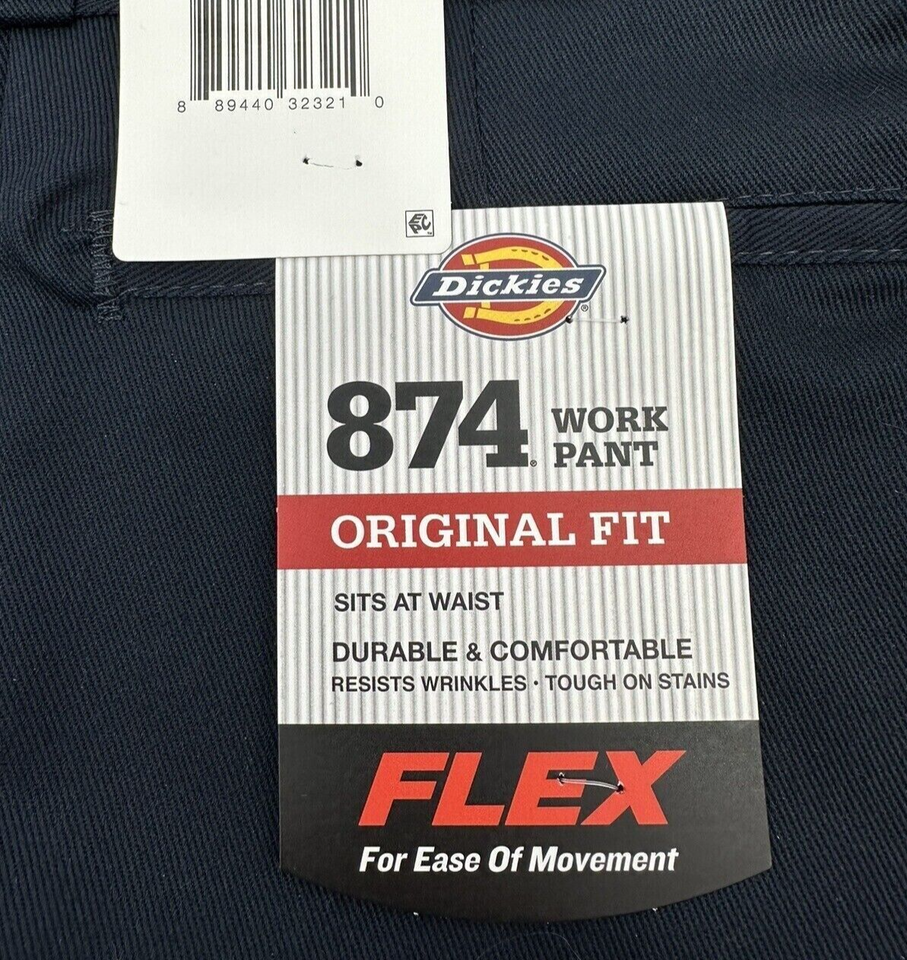 8 89440 32321 0
EPC
Dickies®
874® WORK PANT
ORIGINAL FIT
SITS AT WAIST
DURABLE & COMFORTABLE
RESISTS WRINKLES • TOUGH ON STAINS
FLEX
For Ease Of Movement